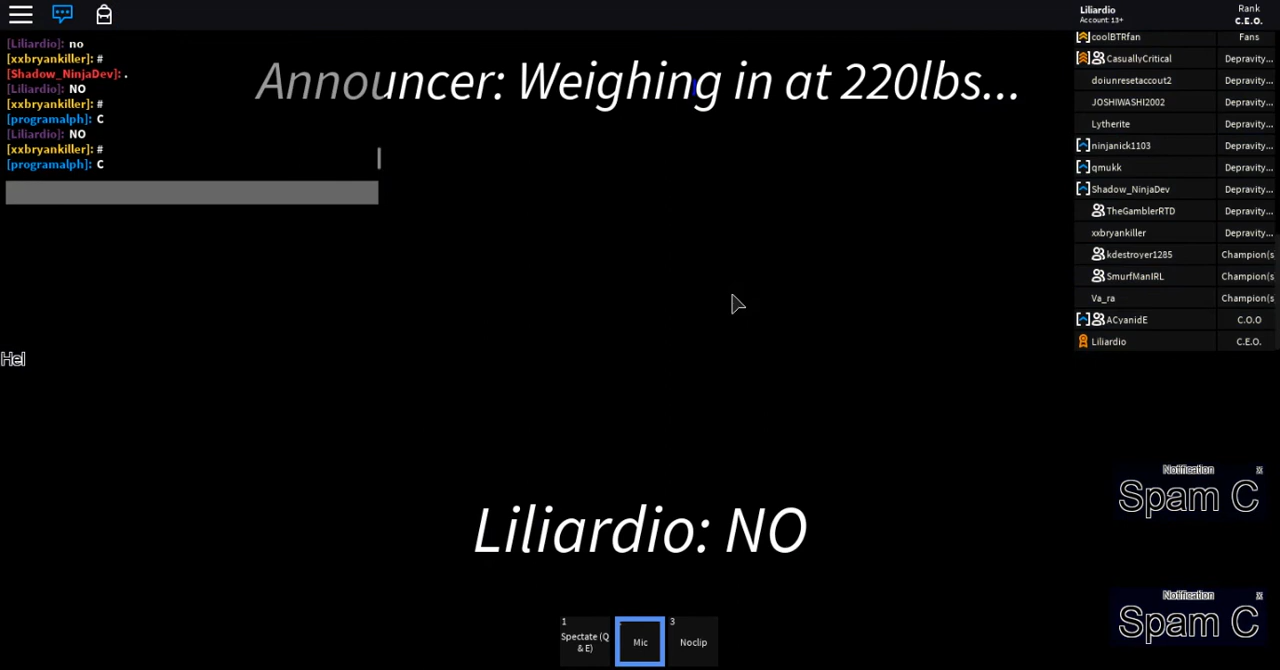 Liliardio
Account: 13+
Rank
C.E.O.
[Liliardio]: no
[xxbryankiller]: #
[Shadow_NinjaDev]: .
[Liliardio]: NO
[xxbryankiller]: #
[programalph]: C
[Liliardio]: NO
[xxbryankiller]: #
[programalph]: C
Announcer: Weighing in at 220lbs...
coolBTRfan Fans
CasuallyCritical Depravity...
doiunresetaccout2 Depravity...
JOSHIWASHI2002 Depravity...
Lytherite Depravity...
ninjanick1103 Depravity...
qmukk Depravity...
Shadow_NinjaDev Depravity...
TheGamblerRTD Depravity...
xxbryankiller Depravity...
kdestroyer1285 Champion(s
SmurfManIRL Champion(s
Va_ra Champion(s
ACyanidE C.O.O
Liliardio C.E.O.
Hel
Liliardio: NO
Notification x
Spam C
Notification x
Spam C
1
Spectate (Q
& E)
Mic
3
Noclip